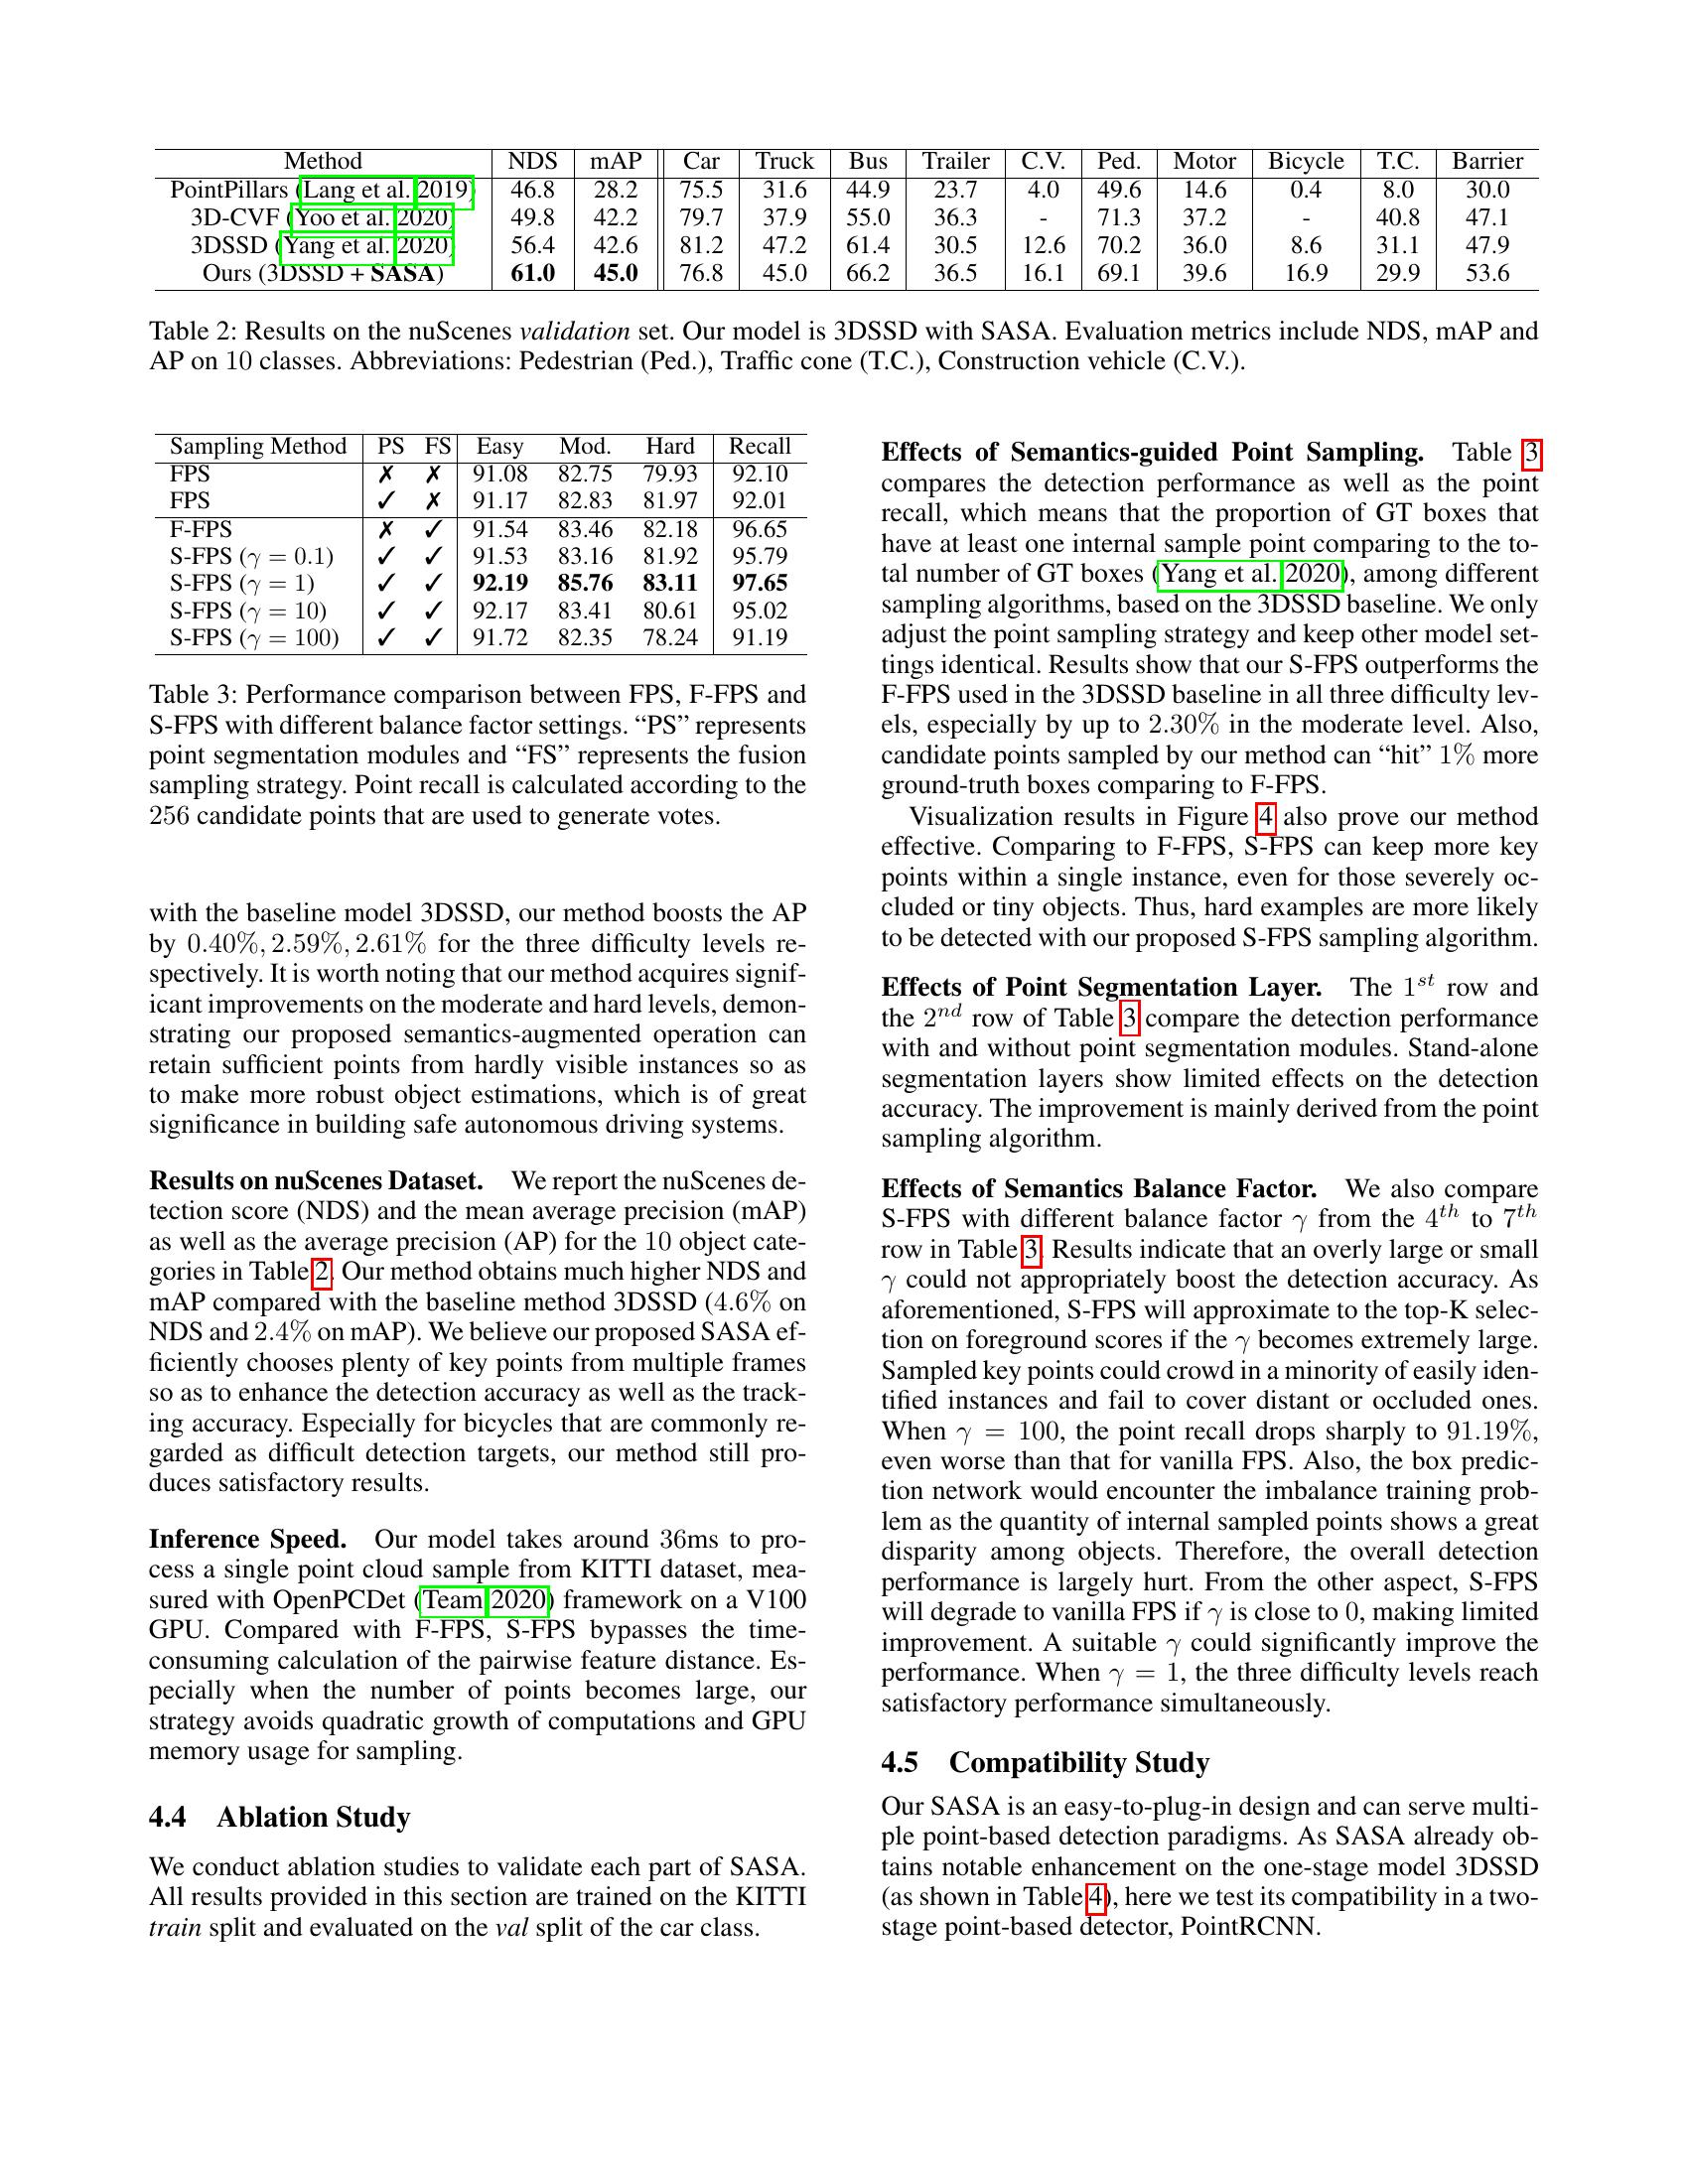 Method NDS mAP Car Truck Bus Trailer C.V. Ped. Motor Bicycle T.C. Barrier
PointPillars (Lang et al. 2019) 46.8 28.2 75.5 31.6 44.9 23.7 4.0 49.6 14.6 0.4 8.0 30.0
3D-CVF (Yoo et al. 2020) 49.8 42.2 79.7 37.9 55.0 36.3 - 71.3 37.2 - 40.8 47.1
3DSSD (Yang et al. 2020) 56.4 42.6 81.2 47.2 61.4 30.5 12.6 70.2 36.0 8.6 31.1 47.9
Ours (3DSSD + SASA) 61.0 45.0 76.8 45.0 66.2 36.5 16.1 69.1 39.6 16.9 29.9 53.6
Table 2: Results on the nuScenes validation set. Our model is 3DSSD with SASA. Evaluation metrics include NDS, mAP and
AP on 10 classes. Abbreviations: Pedestrian (Ped.), Traffic cone (T.C.), Construction vehicle (C.V.).
Sampling Method PS FS Easy Mod. Hard Recall
FPS ✗ ✗ 91.08 82.75 79.93 92.10
FPS ✓ ✗ 91.17 82.83 81.97 92.01
F-FPS ✗ ✓ 91.54 83.46 82.18 96.65
S-FPS (γ = 0.1) ✓ ✓ 91.53 83.16 81.92 95.79
S-FPS (γ = 1) ✓ ✓ 92.19 85.76 83.11 97.65
S-FPS (γ = 10) ✓ ✓ 92.17 83.41 80.61 95.02
S-FPS (γ = 100) ✓ ✓ 91.72 82.35 78.24 91.19
Table 3: Performance comparison between FPS, F-FPS and
S-FPS with different balance factor settings. “PS” represents
point segmentation modules and “FS” represents the fusion
sampling strategy. Point recall is calculated according to the
256 candidate points that are used to generate votes.
with the baseline model 3DSSD, our method boosts the AP
by 0.40%, 2.59%, 2.61% for the three difficulty levels re-
spectively. It is worth noting that our method acquires signif-
icant improvements on the moderate and hard levels, demon-
strating our proposed semantics-augmented operation can
retain sufficient points from hardly visible instances so as
to make more robust object estimations, which is of great
significance in building safe autonomous driving systems.
Results on nuScenes Dataset. We report the nuScenes de-
tection score (NDS) and the mean average precision (mAP)
as well as the average precision (AP) for the 10 object cate-
gories in Table 2. Our method obtains much higher NDS and
mAP compared with the baseline method 3DSSD (4.6% on
NDS and 2.4% on mAP). We believe our proposed SASA ef-
ficiently chooses plenty of key points from multiple frames
so as to enhance the detection accuracy as well as the track-
ing accuracy. Especially for bicycles that are commonly re-
garded as difficult detection targets, our method still pro-
duces satisfactory results.
Inference Speed. Our model takes around 36ms to pro-
cess a single point cloud sample from KITTI dataset, mea-
sured with OpenPCDet (Team 2020) framework on a V100
GPU. Compared with F-FPS, S-FPS bypasses the time-
consuming calculation of the pairwise feature distance. Es-
pecially when the number of points becomes large, our
strategy avoids quadratic growth of computations and GPU
memory usage for sampling.
4.4 Ablation Study
We conduct ablation studies to validate each part of SASA.
All results provided in this section are trained on the KITTI
train split and evaluated on the val split of the car class.
Effects of Semantics-guided Point Sampling. Table 3
compares the detection performance as well as the point
recall, which means that the proportion of GT boxes that
have at least one internal sample point comparing to the to-
tal number of GT boxes (Yang et al. 2020), among different
sampling algorithms, based on the 3DSSD baseline. We only
adjust the point sampling strategy and keep other model set-
tings identical. Results show that our S-FPS outperforms the
F-FPS used in the 3DSSD baseline in all three difficulty lev-
els, especially by up to 2.30% in the moderate level. Also,
candidate points sampled by our method can “hit” 1% more
ground-truth boxes comparing to F-FPS.
Visualization results in Figure 4 also prove our method
effective. Comparing to F-FPS, S-FPS can keep more key
points within a single instance, even for those severely oc-
cluded or tiny objects. Thus, hard examples are more likely
to be detected with our proposed S-FPS sampling algorithm.
Effects of Point Segmentation Layer. The 1st row and
the 2nd row of Table 3 compare the detection performance
with and without point segmentation modules. Stand-alone
segmentation layers show limited effects on the detection
accuracy. The improvement is mainly derived from the point
sampling algorithm.
Effects of Semantics Balance Factor. We also compare
S-FPS with different balance factor γ from the 4th to 7th
row in Table 3. Results indicate that an overly large or small
γ could not appropriately boost the detection accuracy. As
aforementioned, S-FPS will approximate to the top-K selec-
tion on foreground scores if the γ becomes extremely large.
Sampled key points could crowd in a minority of easily iden-
tified instances and fail to cover distant or occluded ones.
When γ = 100, the point recall drops sharply to 91.19%,
even worse than that for vanilla FPS. Also, the box predic-
tion network would encounter the imbalance training prob-
lem as the quantity of internal sampled points shows a great
disparity among objects. Therefore, the overall detection
performance is largely hurt. From the other aspect, S-FPS
will degrade to vanilla FPS if γ is close to 0, making limited
improvement. A suitable γ could significantly improve the
performance. When γ = 1, the three difficulty levels reach
satisfactory performance simultaneously.
4.5 Compatibility Study
Our SASA is an easy-to-plug-in design and can serve multi-
ple point-based detection paradigms. As SASA already ob-
tains notable enhancement on the one-stage model 3DSSD
(as shown in Table 4), here we test its compatibility in a two-
stage point-based detector, PointRCNN.